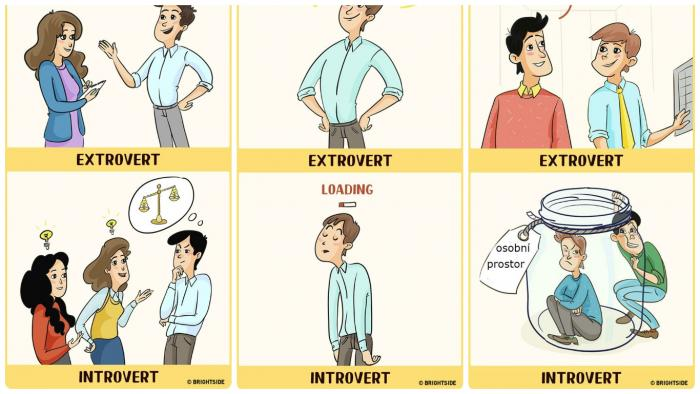 EXTROVERT
EXTROVERT
EXTROVERT
LOADING
osobní
prostor
INTROVERT
© BRIGHTSIDE
INTROVERT
© BRIGHTSIDE
INTROVERT
© BRIGHTSIDE